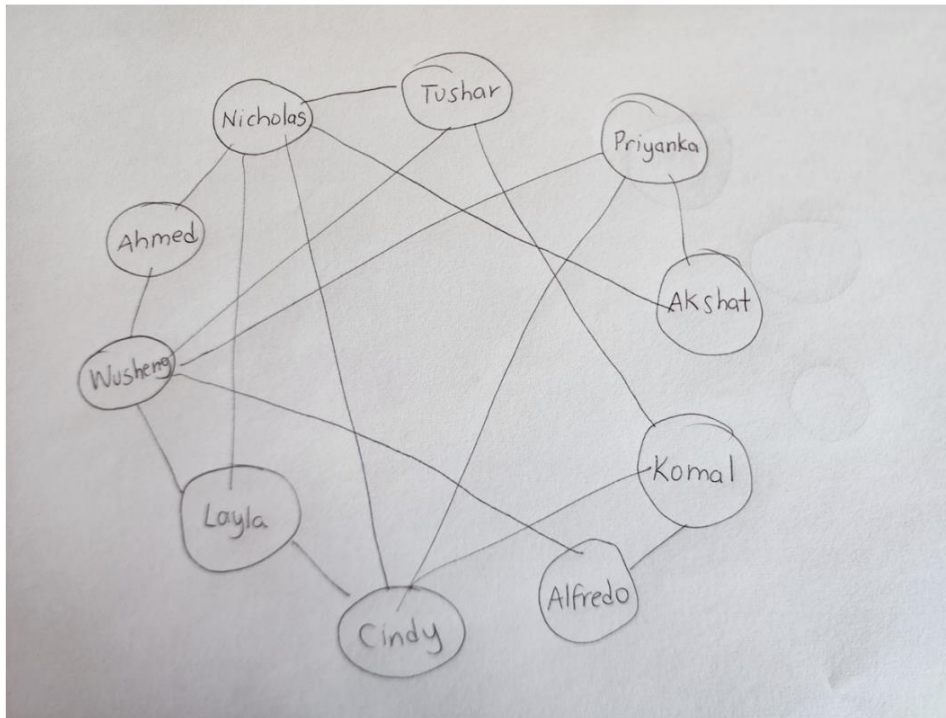 Nicholas
Tushar
Priyanka
Ahmed
Akshat
Wusheng
Layla
Komal
Alfredo
Cindy